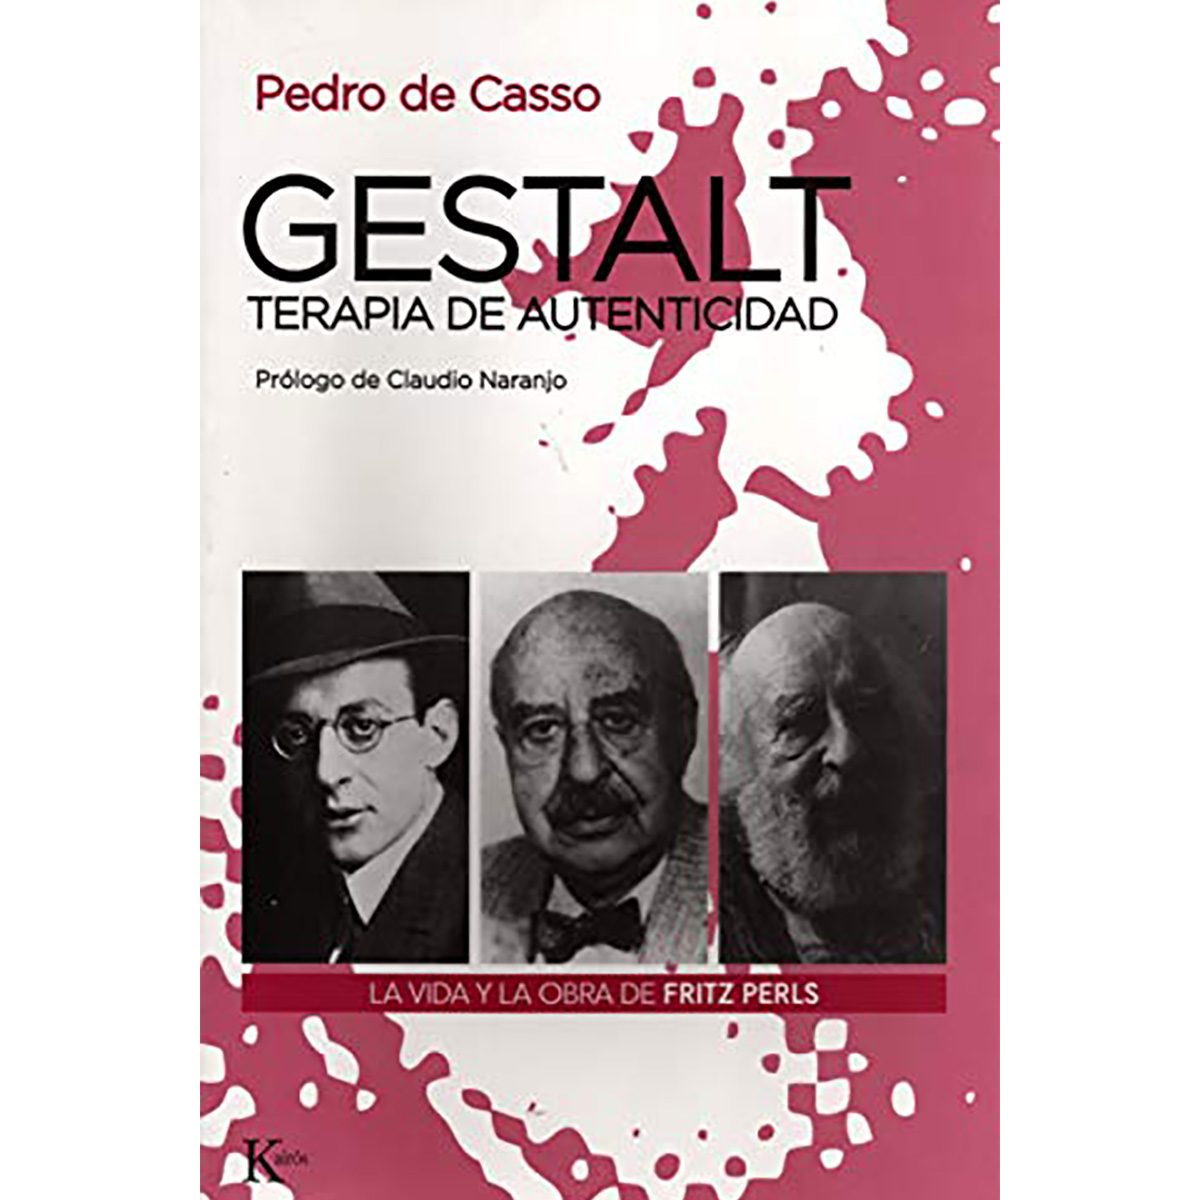 Pedro de Casso
GESTALT
TERAPIA DE AUTENTICIDAD
Prólogo de Claudio Naranjo
LA VIDA Y LA OBRA DE FRITZ PERLS
Kairós